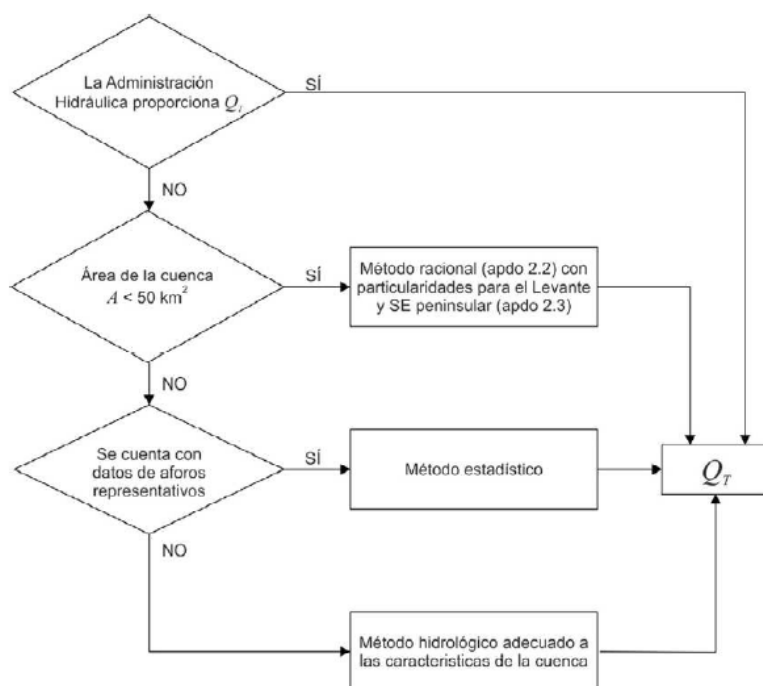 La Administración
Hidráulica proporciona Q_T
SÍ
NO
Área de la cuenca
A < 50 km²
SÍ
Método racional (apdo 2.2) con
particularidades para el Levante
y SE peninsular (apdo 2.3)
NO
Se cuenta con
datos de aforos
representativos
SÍ
Método estadístico
Q_T
NO
Método hidrológico adecuado a
las caracteristicas de la cuenca